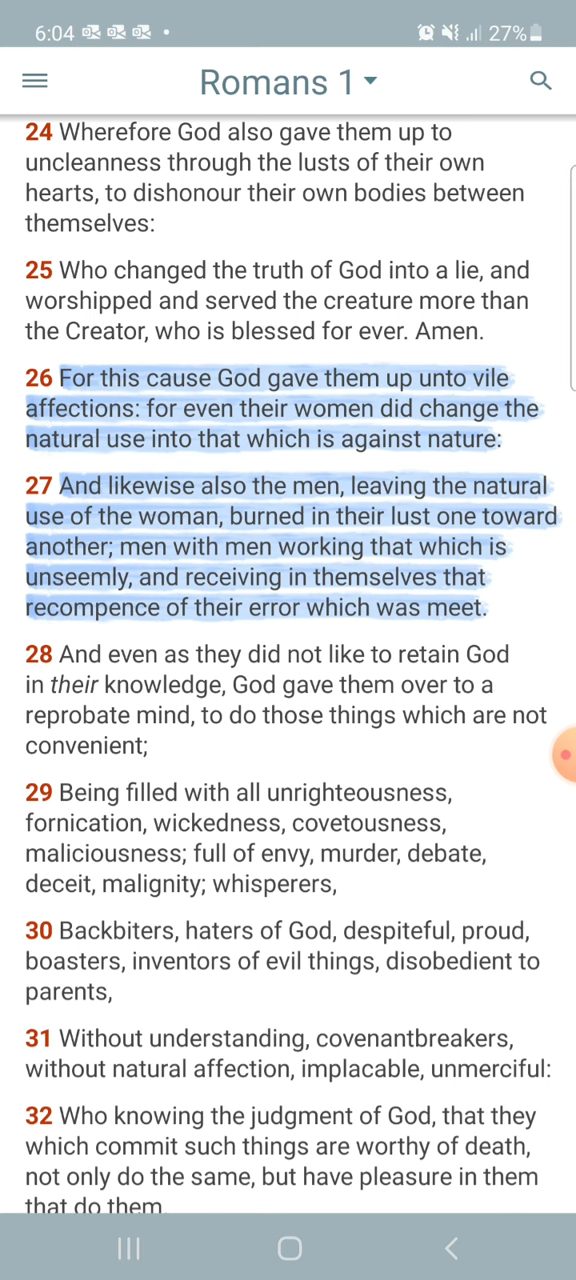 6:04
27%
Romans 1
24 Wherefore God also gave them up to
uncleanness through the lusts of their own
hearts, to dishonour their own bodies between
themselves:
25 Who changed the truth of God into a lie, and
worshipped and served the creature more than
the Creator, who is blessed for ever. Amen.
26 For this cause God gave them up unto vile
affections: for even their women did change the
natural use into that which is against nature:
27 And likewise also the men, leaving the natural
use of the woman, burned in their lust one toward
another; men with men working that which is
unseemly, and receiving in themselves that
recompence of their error which was meet.
28 And even as they did not like to retain God
in their knowledge, God gave them over to a
reprobate mind, to do those things which are not
convenient;
29 Being filled with all unrighteousness,
fornication, wickedness, covetousness,
maliciousness; full of envy, murder, debate,
deceit, malignity; whisperers,
30 Backbiters, haters of God, despiteful, proud,
boasters, inventors of evil things, disobedient to
parents,
31 Without understanding, covenantbreakers,
without natural affection, implacable, unmerciful:
32 Who knowing the judgment of God, that they
which commit such things are worthy of death,
not only do the same, but have pleasure in them
that do them